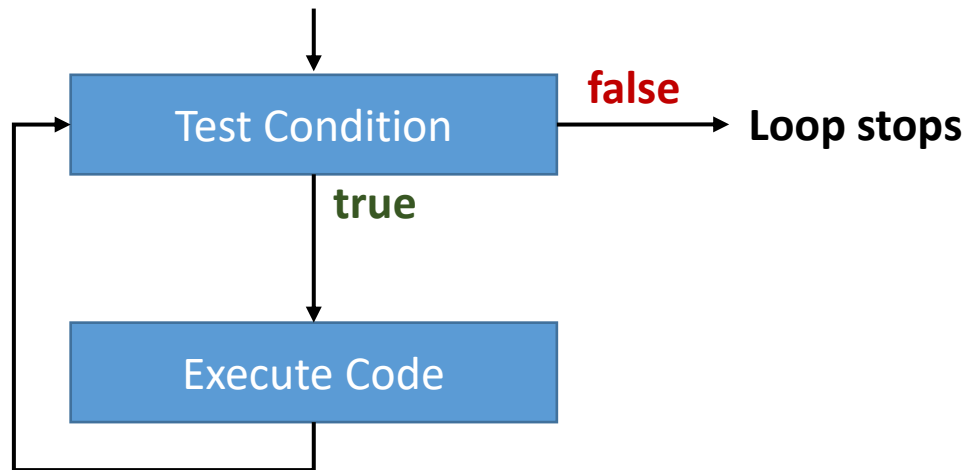 Test Condition
false
Loop stops
true
Execute Code